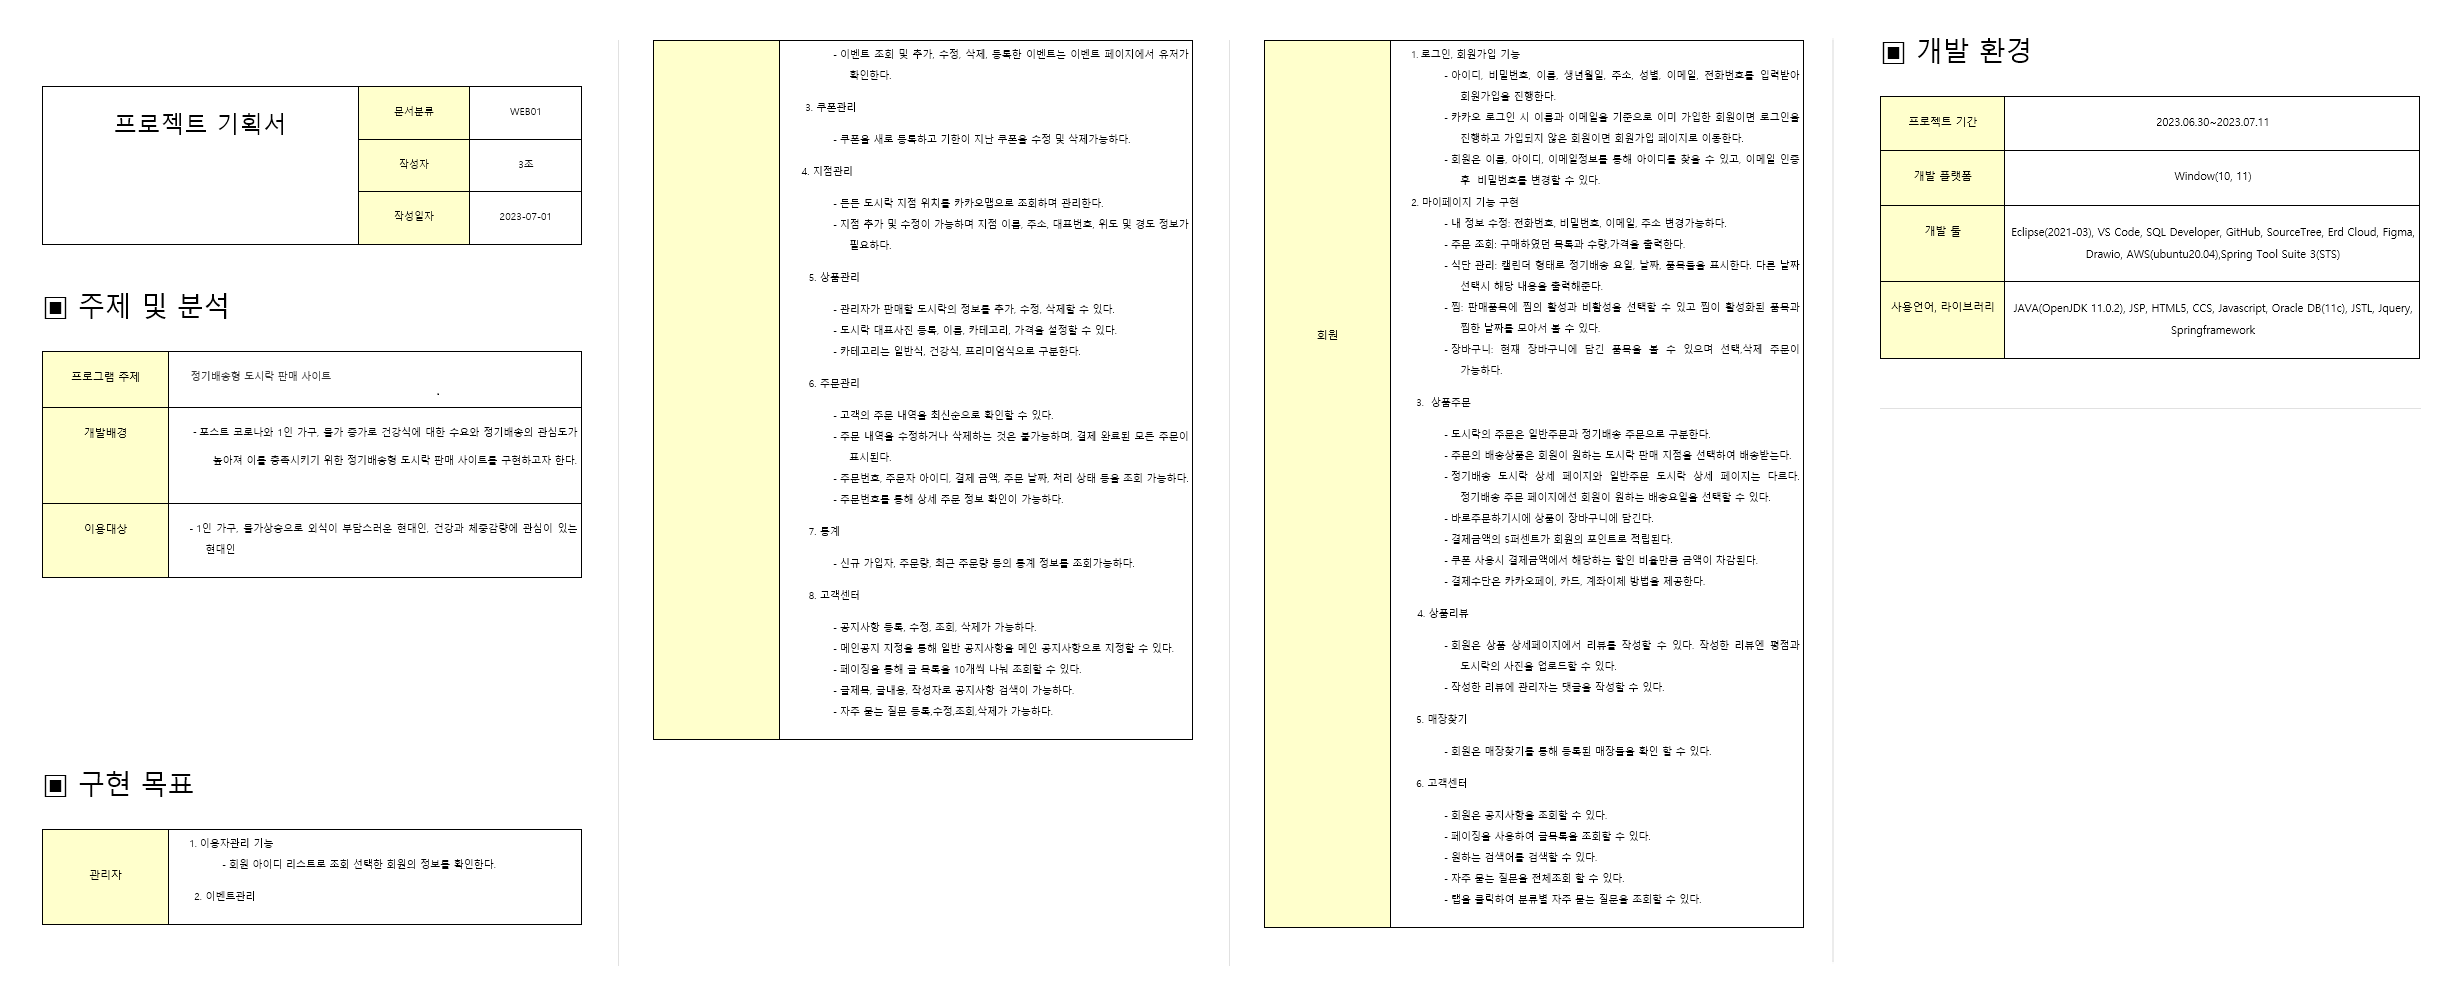 프로젝트 기획서
문서분류
WEB01
작성자
3조
작성일자
2023-07-01
▣ 주제 및 분석
프로그램 주제
정기배송형 도시락 판매 사이트
.
개발배경
- 포스트 코로나와 1인 가구, 물가 증가로 건강식에 대한 수요와 정기배송의 관심도가
높아져 이를 충족시키기 위한 정기배송형 도시락 판매 사이트를 구현하고자 한다.
이용대상
- 1인 가구, 물가상승으로 외식이 부담스러운 현대인, 건강과 체중감량에 관심이 있는
현대인
▣ 구현 목표
관리자
1. 이용자관리 기능
- 회원 아이디 리스트로 조회 선택한 회원의 정보를 확인한다.
2. 이벤트관리
- 이벤트 조회 및 추가, 수정, 삭제, 등록한 이벤트는 이벤트 페이지에서 유저가
확인한다.
3. 쿠폰관리
- 쿠폰을 새로 등록하고 기한이 지난 쿠폰을 수정 및 삭제가능하다.
4. 지점관리
- 든든 도시락 지점 위치를 카카오맵으로 조회하며 관리한다.
- 지점 추가 및 수정이 가능하며 지점 이름, 주소, 대표번호, 위도 및 경도 정보가
필요하다.
5. 상품관리
- 관리자가 판매할 도시락의 정보를 추가, 수정, 삭제할 수 있다.
- 도시락 대표사진 등록, 이름, 카테고리, 가격을 설정할 수 있다.
- 카테고리는 일반식, 건강식, 프리미엄식으로 구분한다.
6. 주문관리
- 고객의 주문 내역을 최신순으로 확인할 수 있다.
- 주문 내역을 수정하거나 삭제하는 것은 불가능하며, 결제 완료된 모든 주문이
표시된다.
- 주문번호, 주문자 아이디, 결제 금액, 주문 날짜, 처리 상태 등을 조회 가능하다.
- 주문번호를 통해 상세 주문 정보 확인이 가능하다.
7. 통계
- 신규 가입자, 주문량, 최근 주문량 등의 통계 정보를 조회가능하다.
8. 고객센터
- 공지사항 등록, 수정, 조회, 삭제가 가능하다.
- 메인공지 지정을 통해 일반 공지사항을 메인 공지사항으로 지정할 수 있다.
- 페이징을 통해 글 목록을 10개씩 나눠 조회할 수 있다.
- 글제목, 글내용, 작성자로 공지사항 검색이 가능하다.
- 자주 묻는 질문 등록,수정,조회,삭제가 가능하다.
회원
1. 로그인, 회원가입 기능
- 아이디, 비밀번호, 이름, 생년월일, 주소, 성별, 이메일, 전화번호를 입력받아
회원가입을 진행한다.
- 카카오 로그인 시 이름과 이메일을 기준으로 이미 가입한 회원이면 로그인을
진행하고 가입되지 않은 회원이면 회원가입 페이지로 이동한다.
- 회원은 이름, 아이디, 이메일정보를 통해 아이디를 찾을 수 있고, 이메일 인증
후 비밀번호를 변경할 수 있다.
2. 마이페이지 기능 구현
- 내 정보 수정: 전화번호, 비밀번호, 이메일, 주소 변경가능하다.
- 주문 조회: 구매하였던 목록과 수량,가격을 출력한다.
- 식단 관리: 캘린더 형태로 정기배송 요일, 날짜, 품목들을 표시한다. 다른 날짜
선택시 해당 내용을 출력해준다.
- 찜: 판매품목에 찜의 활성과 비활성을 선택할 수 있고 찜이 활성화된 품목과
찜한 날짜를 모아서 볼 수 있다.
- 장바구니: 현재 장바구니에 담긴 품목을 볼 수 있으며 선택,삭제 주문이
가능하다.
3. 상품주문
- 도시락의 주문은 일반주문과 정기배송 주문으로 구분한다.
- 주문의 배송상품은 회원이 원하는 도시락 판매 지점을 선택하여 배송받는다.
- 정기배송 도시락 상세 페이지와 일반주문 도시락 상세 페이지는 다르다.
정기배송 주문 페이지에선 회원이 원하는 배송요일을 선택할 수 있다.
- 바로주문하기시에 상품이 장바구니에 담긴다.
- 결제금액의 5퍼센트가 회원의 포인트로 적립된다.
- 쿠폰 사용시 결제금액에서 해당하는 할인 비율만큼 금액이 차감된다.
- 결제수단은 카카오페이, 카드, 계좌이체 방법을 제공한다.
4. 상품리뷰
- 회원은 상품 상세페이지에서 리뷰를 작성할 수 있다. 작성한 리뷰엔 평점과
도시락의 사진을 업로드할 수 있다.
- 작성한 리뷰에 관리자는 댓글을 작성할 수 있다.
5. 매장찾기
- 회원은 매장찾기를 통해 등록된 매장들을 확인 할 수 있다.
6. 고객센터
- 회원은 공지사항을 조회할 수 있다.
- 페이징을 사용하여 글목록을 조회할 수 있다.
- 원하는 검색어를 검색할 수 있다.
- 자주 묻는 질문을 전체조회 할 수 있다.
- 탭을 클릭하여 분류별 자주 묻는 질문을 조회할 수 있다.
▣ 개발 환경
프로젝트 기간
2023.06.30~2023.07.11
개발 플랫폼
Window(10, 11)
개발 툴
Eclipse(2021-03), VS Code, SQL Developer, GitHub, SourceTree, Erd Cloud, Figma,
Drawio, AWS(ubuntu20.04),Spring Tool Suite 3(STS)
사용언어, 라이브러리
JAVA(OpenJDK 11.0.2), JSP, HTML5, CCS, Javascript, Oracle DB(11c), JSTL, Jquery,
Springframework